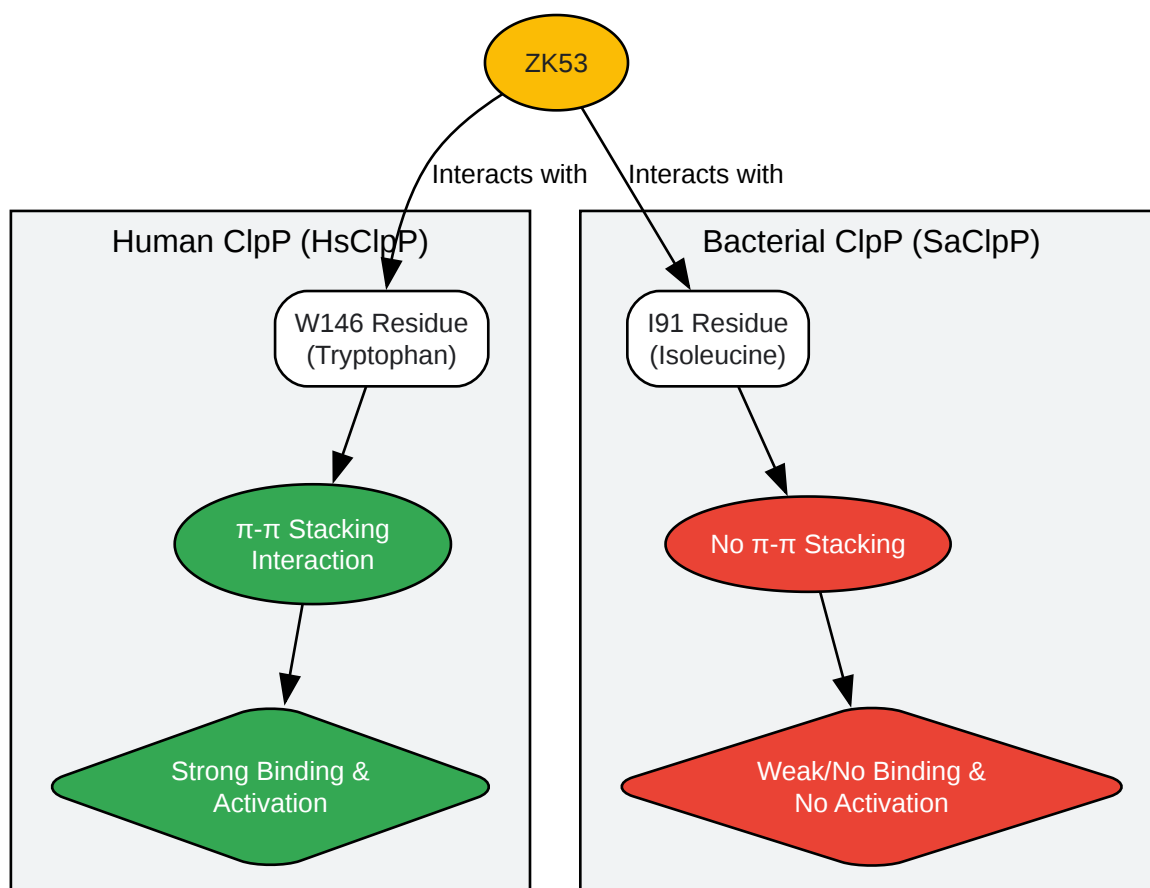 ZK53
Interacts with
Interacts with
Human ClpP (HsClpP)
W146 Residue
(Tryptophan)
π-π Stacking
Interaction
Strong Binding &
Activation
Bacterial ClpP (SaClpP)
I91 Residue
(Isoleucine)
No π-π Stacking
Weak/No Binding &
No Activation